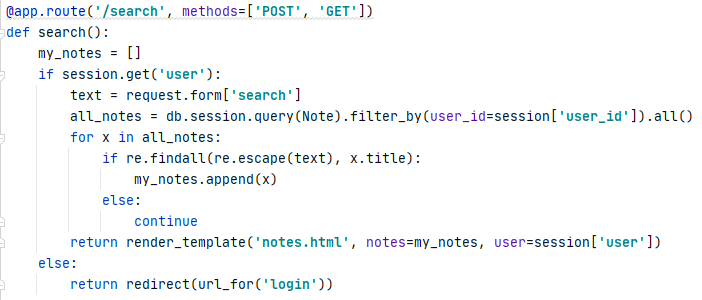 @app.route('/search', methods=['POST', 'GET'])
def search():
    my_notes = []
    if session.get('user'):
        text = request.form['search']
        all_notes = db.session.query(Note).filter_by(user_id=session['user_id']).all()
        for x in all_notes:
            if re.findall(re.escape(text), x.title):
                my_notes.append(x)
            else:
                continue
        return render_template('notes.html', notes=my_notes, user=session['user'])
    else:
        return redirect(url_for('login'))